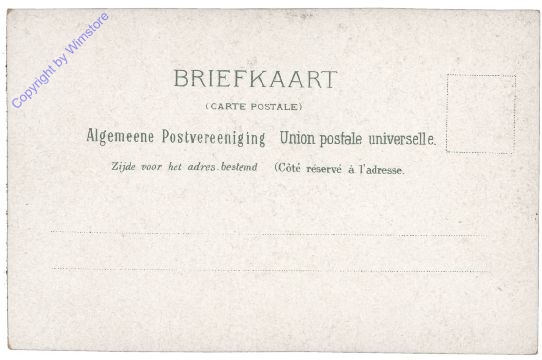 Copyright by Wimstore
BRIEFKAART
(CARTE POSTALE)
Algemeene Postvereeniging Union postale universelle.
Zijde voor het adres bestemd (Côté réservé à l'adresse.